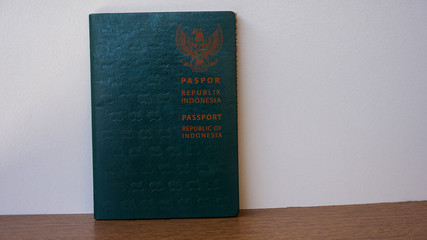 PASPOR
REPUBLIK
INDONESIA
PASSPORT
REPUBLIC OF
INDONESIA